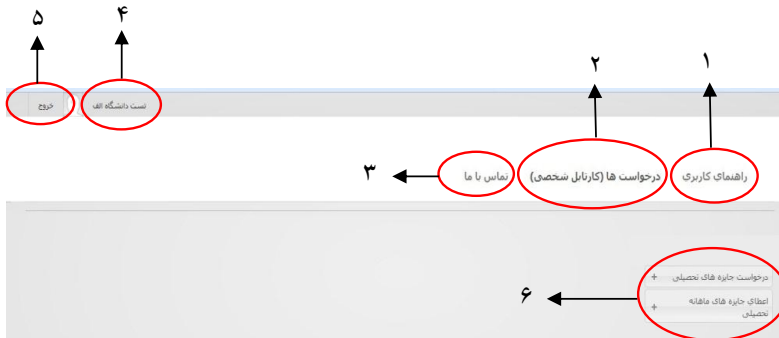 ۵
۴
۲
۱
خروج
تست دانشگاه الف
راهنمای کاربری
درخواست ها (کارتابل شخصی)
تماس با ما
۳
درخواست جایزه های تحصیلی +
اعطای جایزه های ماهانه +
تحصیلی
۶